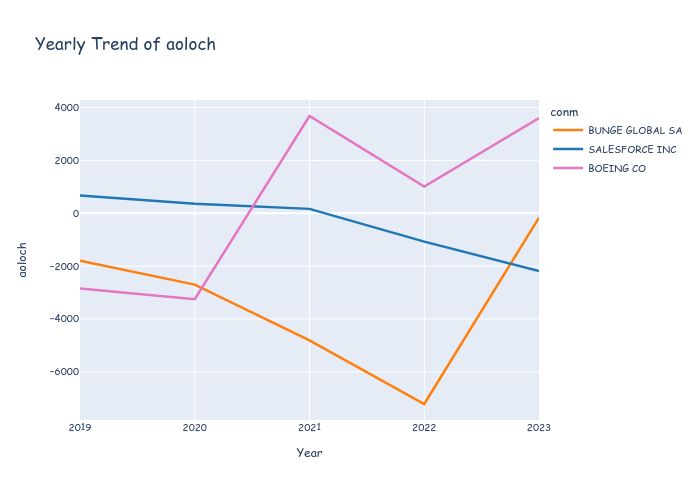 Yearly Trend of aoloch
conm
BUNGE GLOBAL SA
SALESFORCE INC
BOEING CO
aoloch
4000
2000
0
−2000
−4000
−6000
2019 2020 2021 2022 2023
Year